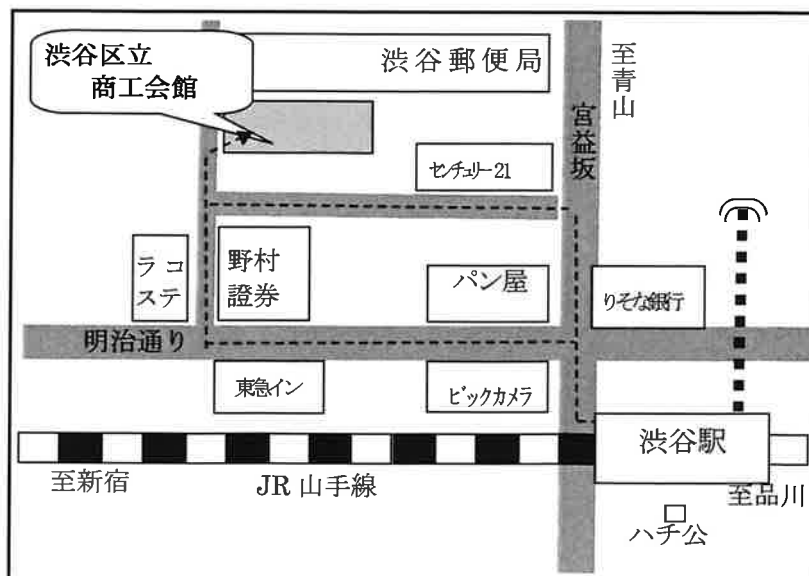 渋谷区立
商工会館
渋谷郵便局
至青山
宮益坂
センチュリー21
ラコ
ステ
野村
證券
パン屋
りそな銀行
明治通り
東急イン
ビックカメラ
渋谷駅
至新宿
JR 山手線
至品川
ハチ公